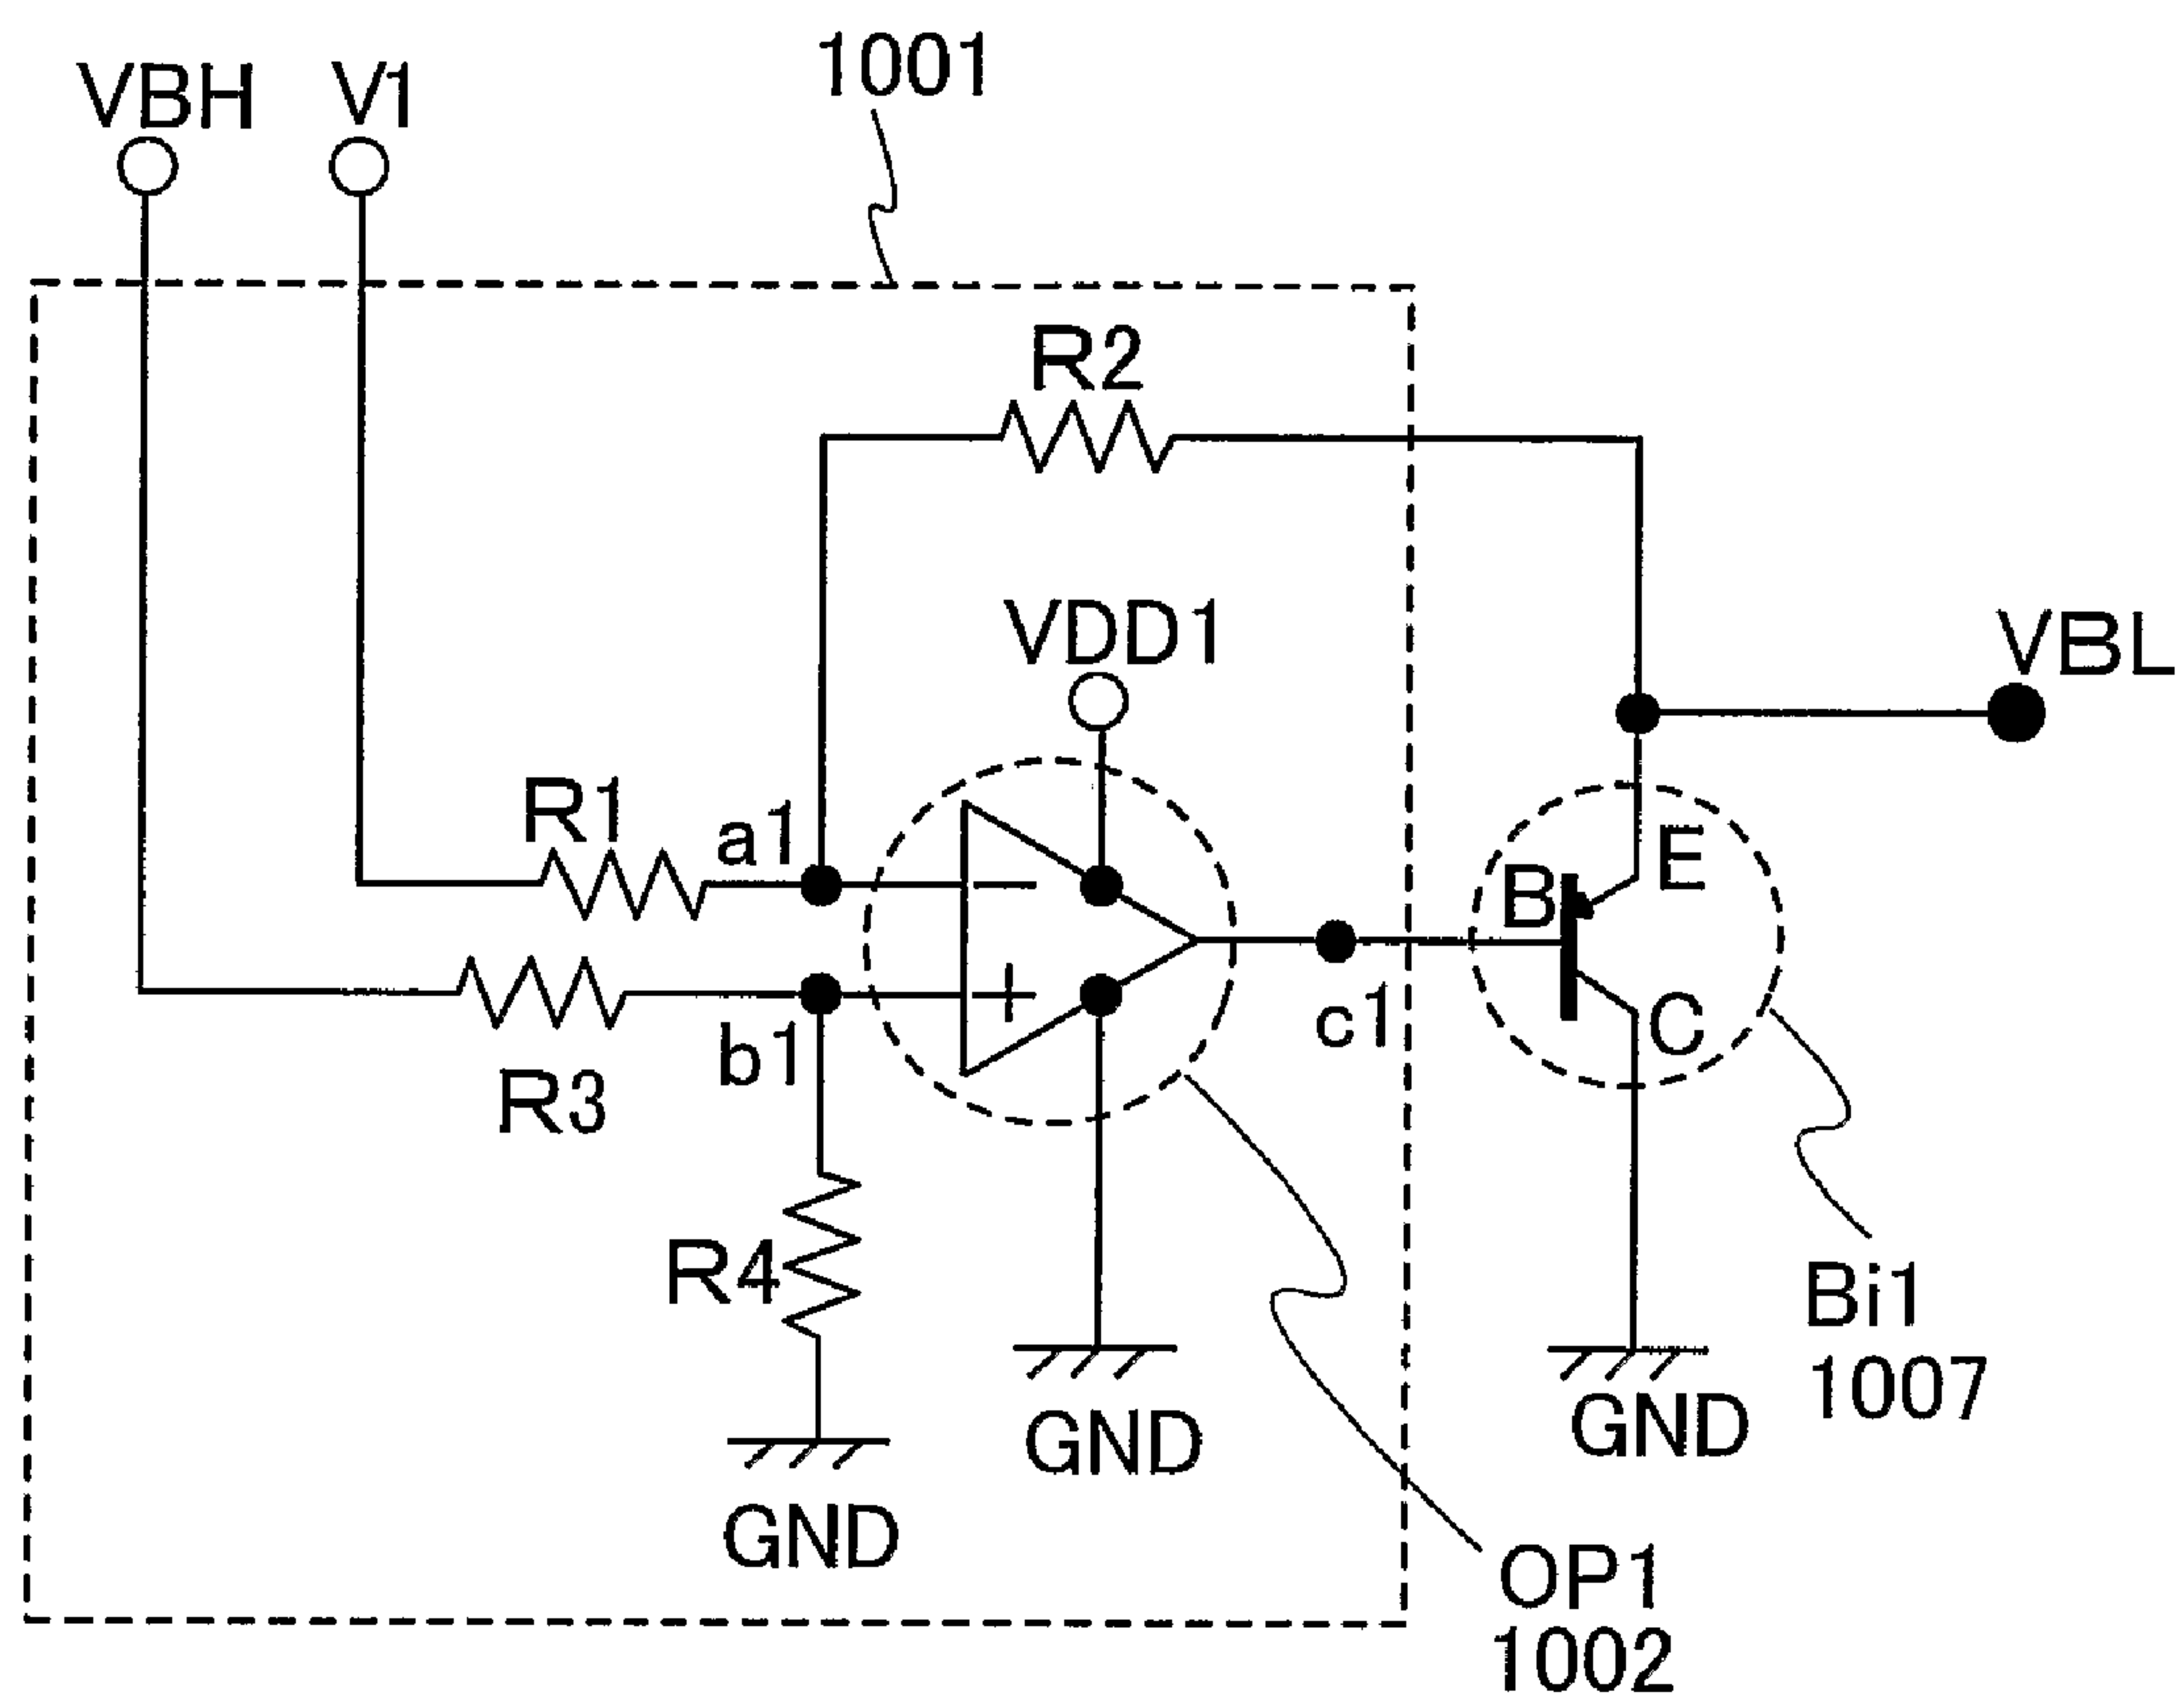 1001
VBH
V1
R2
VDD1
VBL
R1
a1
E
B
−
+
c1
C
b1
R3
R4
Bi1
1007
GND
GND
GND
OP1
1002